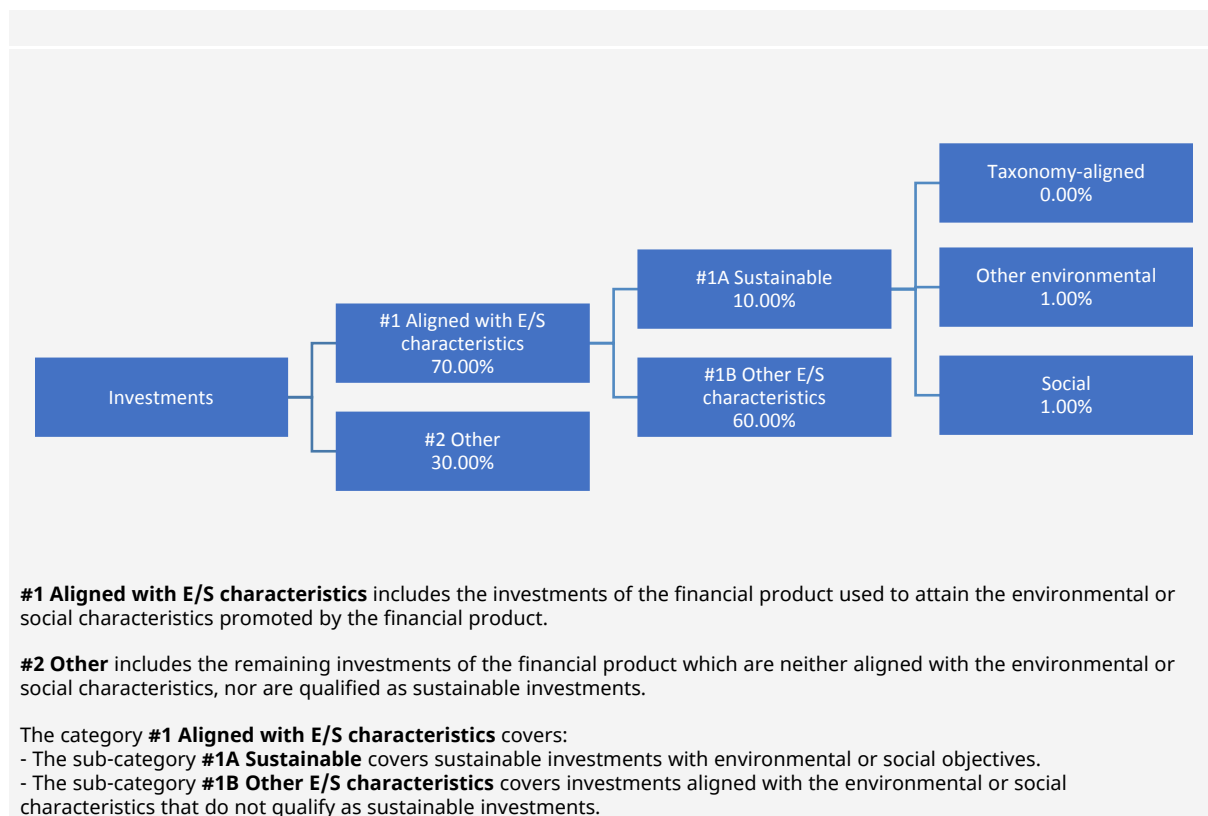 Investments
#1 Aligned with E/S
characteristics
70.00%
#2 Other
30.00%
#1A Sustainable
10.00%
#1B Other E/S
characteristics
60.00%
Taxonomy-aligned
0.00%
Other environmental
1.00%
Social
1.00%
#1 Aligned with E/S characteristics includes the investments of the financial product used to attain the environmental or
social characteristics promoted by the financial product.
#2 Other includes the remaining investments of the financial product which are neither aligned with the environmental or
social characteristics, nor are qualified as sustainable investments.
The category #1 Aligned with E/S characteristics covers:
- The sub-category #1A Sustainable covers sustainable investments with environmental or social objectives.
- The sub-category #1B Other E/S characteristics covers investments aligned with the environmental or social
characteristics that do not qualify as sustainable investments.